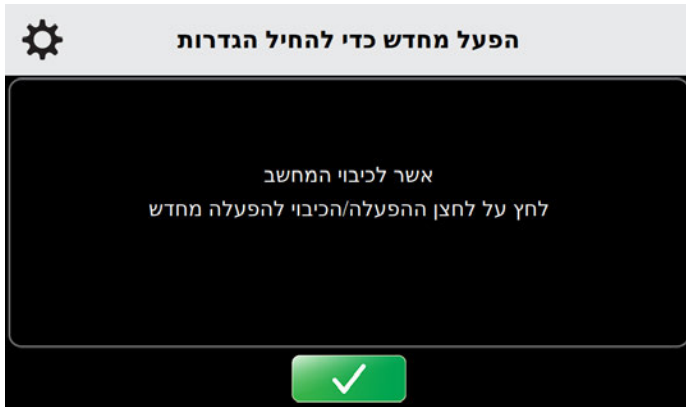 הפעל מחדש כדי להחיל הגדרות
אשר לכיבוי המחשב
לחץ על לחצן ההפעלה/הכיבוי להפעלה מחדש